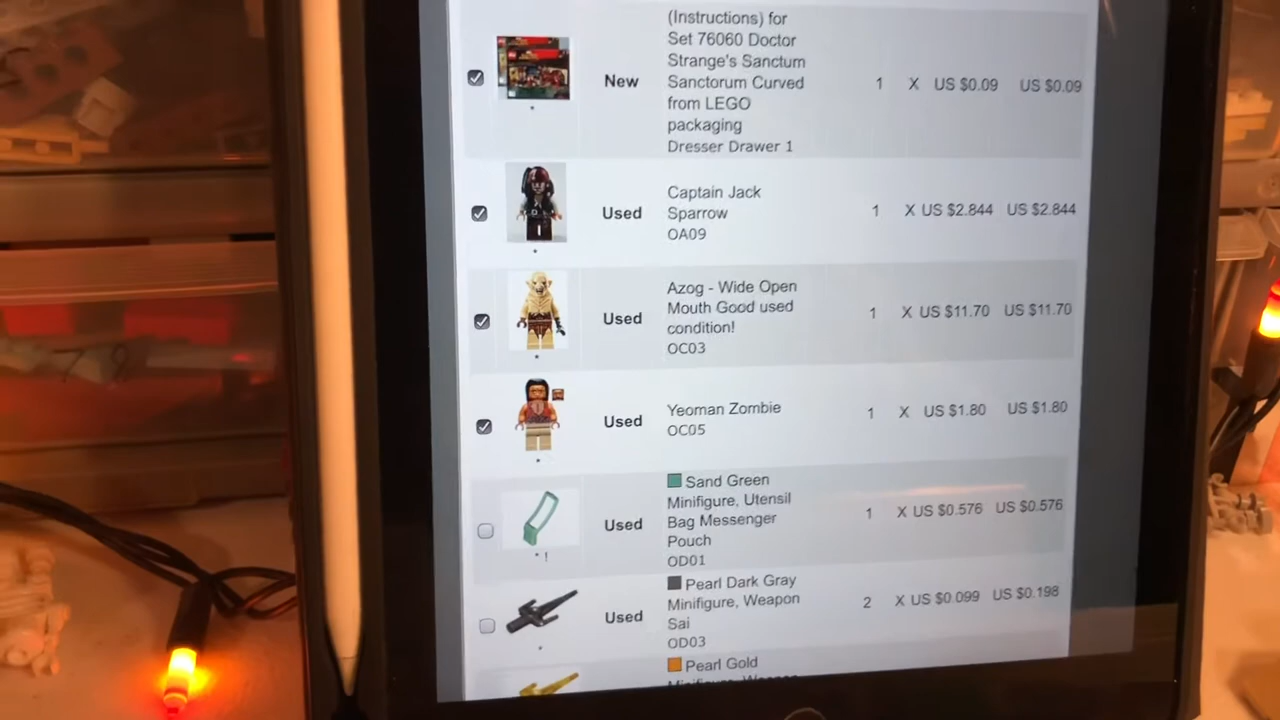 (Instructions) for
Set 76060 Doctor
Strange's Sanctum
Sanctorum Curved
from LEGO
packaging
Dresser Drawer 1
New 1 X US $0.09 US $0.09
Captain Jack
Sparrow
OA09
Used 1 X US $2.844 US $2.844
Azog - Wide Open
Mouth Good used
condition!
OC03
Used 1 X US $11.70 US $11.70
Yeoman Zombie
OC05
Used 1 X US $1.80 US $1.80
Sand Green
Minifigure, Utensil
Bag Messenger
Pouch
OD01
* !
Used 1 X US $0.576 US $0.576
Pearl Dark Gray
Minifigure, Weapon
Sai
OD03
Used 2 X US $0.099 US $0.198
Pearl Gold